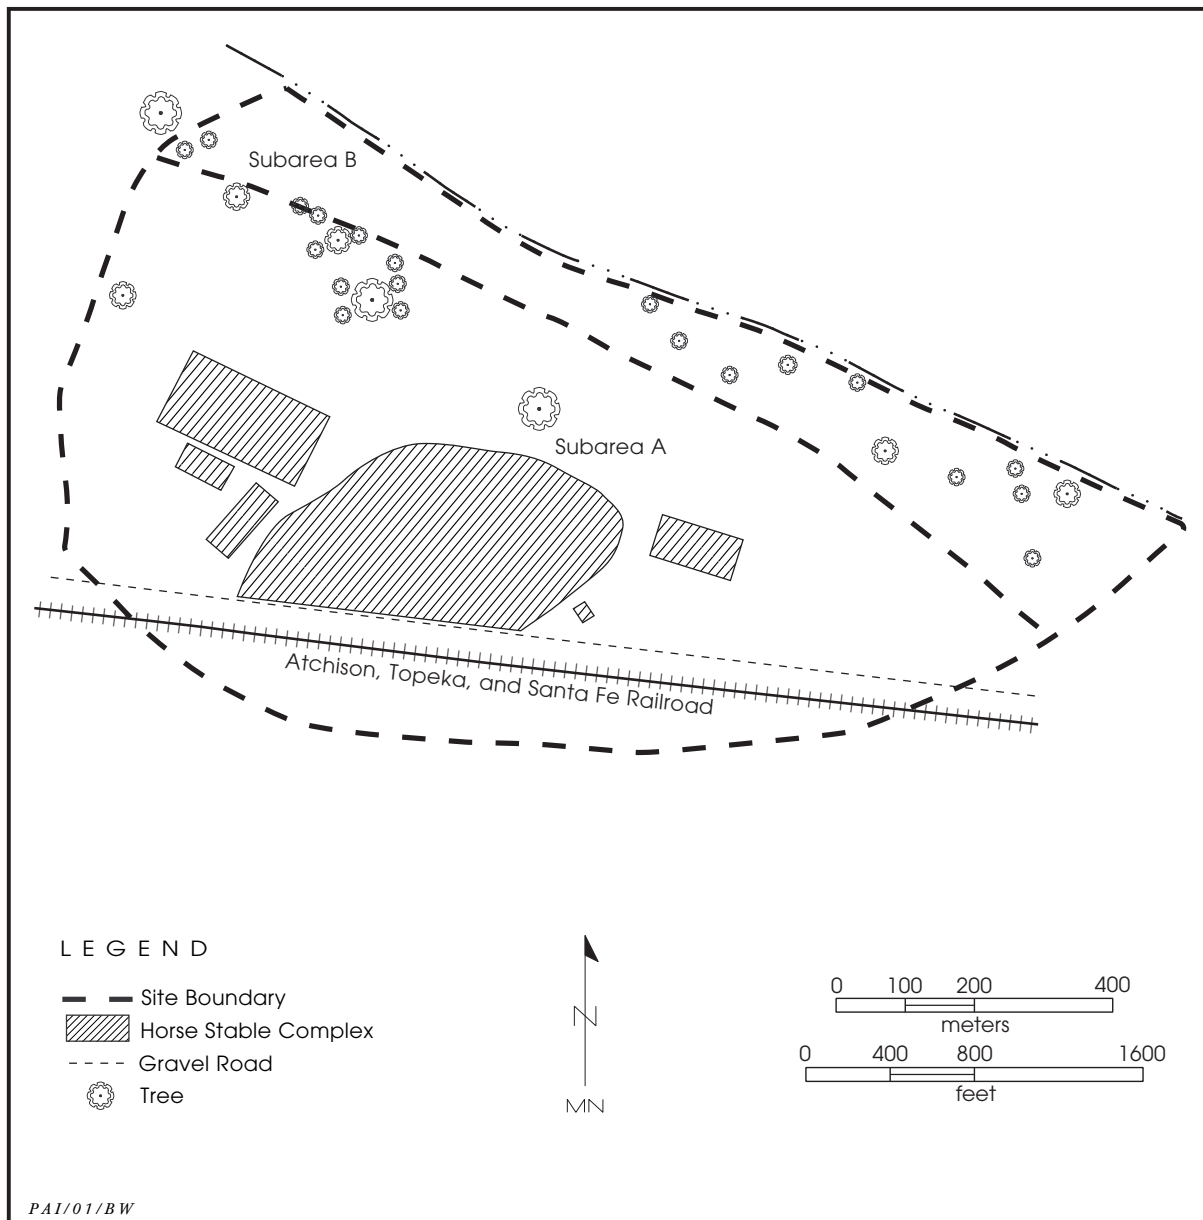 Subarea B
Subarea A
Atchison, Topeka, and Santa Fe Railroad
LEGEND
Site Boundary
Horse Stable Complex
Gravel Road
Tree
N
MN
0 100 200 400
meters
0 400 800 1600
feet
PAI/01/BW